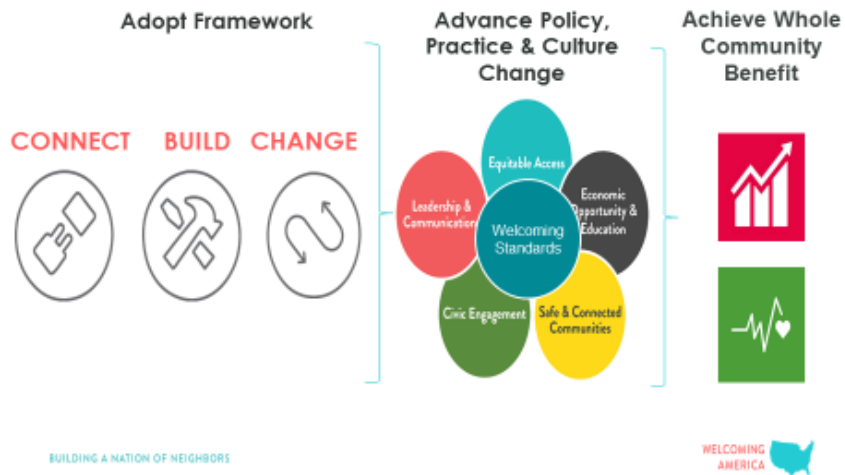 Adopt Framework
CONNECT BUILD CHANGE
Advance Policy,
Practice & Culture
Change
Equitable Access
Leadership &
Communication
Economic
Opportunity &
Education
Welcoming
Standards
Civic Engagement
Safe & Connected
Communities
Achieve Whole
Community
Benefit
BUILDING A NATION OF NEIGHBORS
WELCOMING
AMERICA